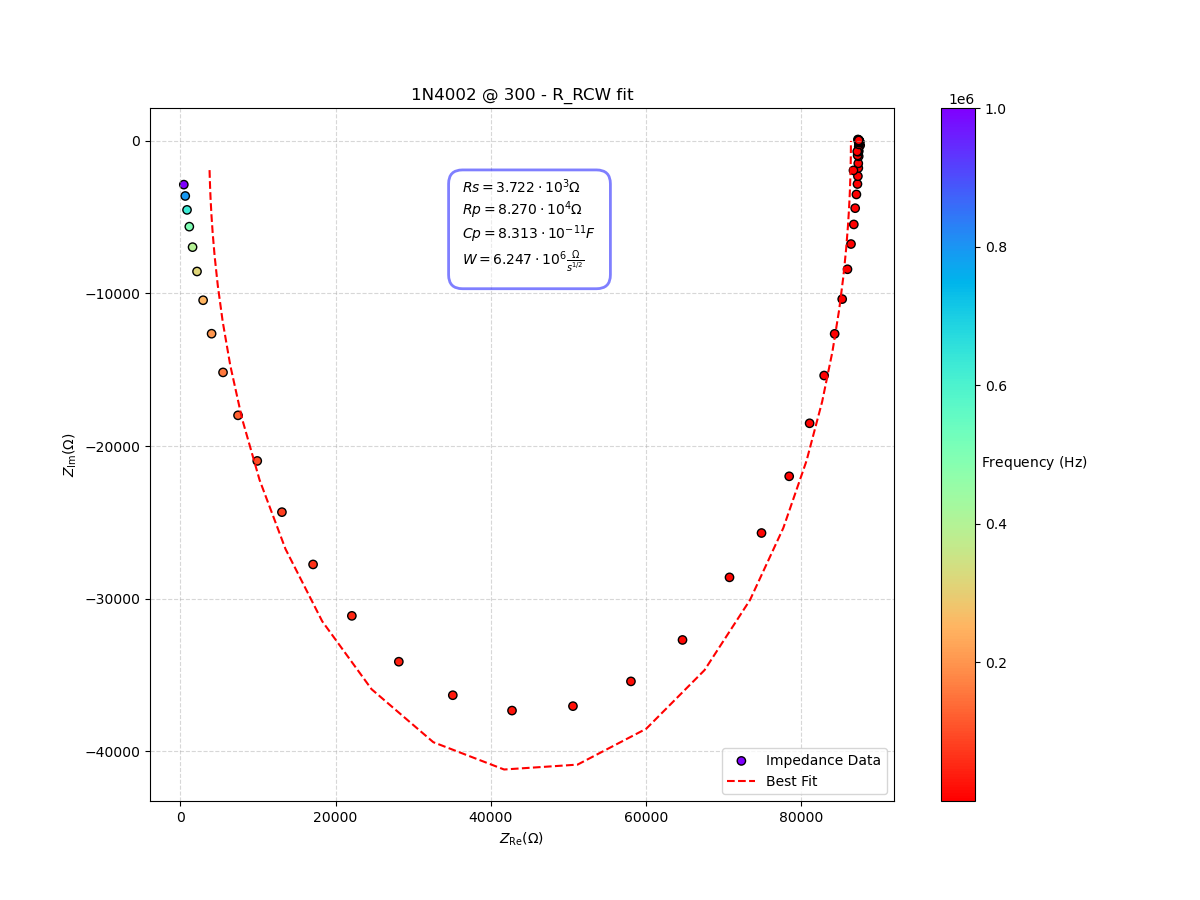 1N4002 @ 300 - R_RCW fit
1e6
1.0
0.8
0.6
0.4
0.2
Frequency (Hz)
0
−10000
−20000
−30000
−40000
Z_Im(Ω)
Rs = 3.722 · 10^3 Ω
Rp = 8.270 · 10^4 Ω
Cp = 8.313 · 10^−11 F
W = 6.247 · 10^6 Ω/s^1/2
Impedance Data
Best Fit
0 20000 40000 60000 80000
Z_Re(Ω)